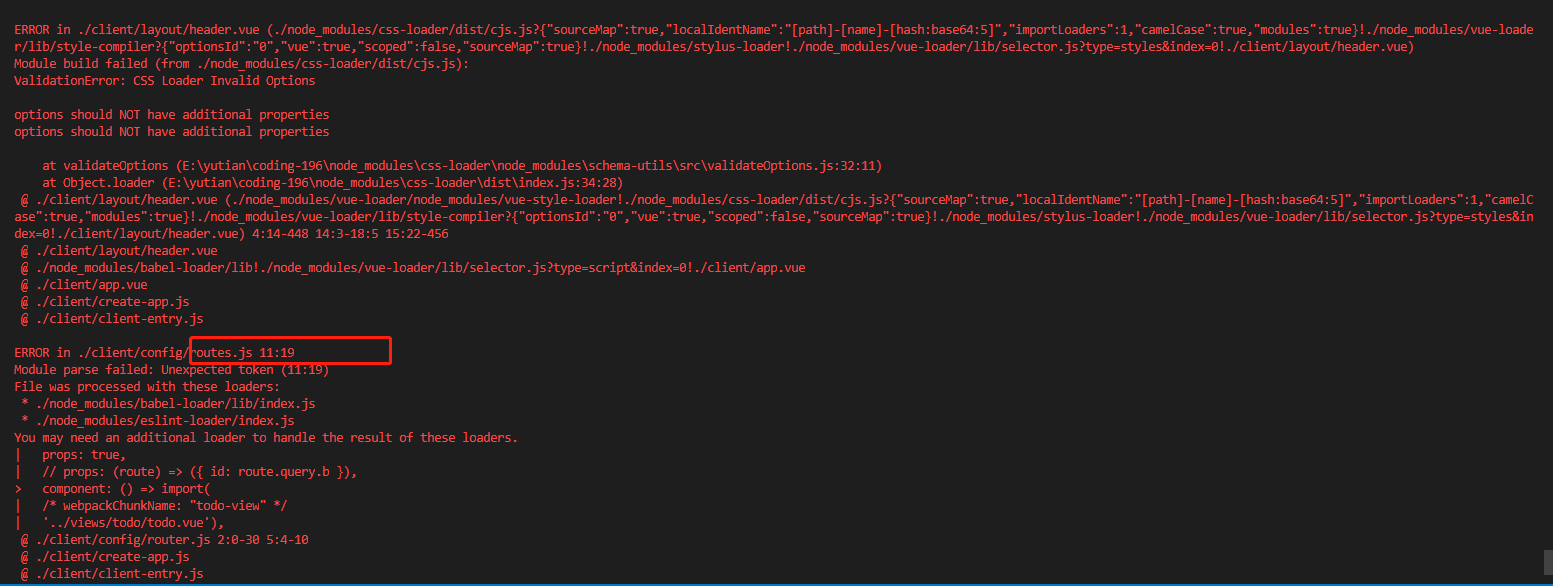 ERROR in ./client/layout/header.vue (./node_modules/css-loader/dist/cjs.js?{"sourceMap":true,"localIdentName":"[path]-[name]-[hash:base64:5]","importLoaders":1,"camelCase":true,"modules":true}!./node_modules/vue-loade
r/lib/style-compiler?{"optionsId":"0","vue":true,"scoped":false,"sourceMap":true}!./node_modules/stylus-loader!./node_modules/vue-loader/lib/selector.js?type=styles&index=0!./client/layout/header.vue)
Module build failed (from ./node_modules/css-loader/dist/cjs.js):
ValidationError: CSS Loader Invalid Options
options should NOT have additional properties
options should NOT have additional properties
at validateOptions (E:\yutian\coding-196\node_modules\css-loader\node_modules\schema-utils\src\validateOptions.js:32:11)
at Object.loader (E:\yutian\coding-196\node_modules\css-loader\dist\index.js:34:28)
@ ./client/layout/header.vue (./node_modules/vue-loader/node_modules/vue-style-loader!./node_modules/css-loader/dist/cjs.js?{"sourceMap":true,"localIdentName":"[path]-[name]-[hash:base64:5]","importLoaders":1,"camelC
ase":true,"modules":true}!./node_modules/vue-loader/lib/style-compiler?{"optionsId":"0","vue":true,"scoped":false,"sourceMap":true}!./node_modules/stylus-loader!./node_modules/vue-loader/lib/selector.js?type=styles&in
dex=0!./client/layout/header.vue) 4:14-448 14:3-18:5 15:22-456
@ ./client/layout/header.vue
@ ./node_modules/babel-loader/lib!./node_modules/vue-loader/lib/selector.js?type=script&index=0!./client/app.vue
@ ./client/app.vue
@ ./client/create-app.js
@ ./client/client-entry.js
ERROR in ./client/config/routes.js 11:19
Module parse failed: Unexpected token (11:19)
File was processed with these loaders:
* ./node_modules/babel-loader/lib/index.js
* ./node_modules/eslint-loader/index.js
You may need an additional loader to handle the result of these loaders.
| props: true,
| // props: (route) => ({ id: route.query.b }),
> component: () => import(
| /* webpackChunkName: "todo-view" */
| '../views/todo/todo.vue'),
@ ./client/config/router.js 2:0-30 5:4-10
@ ./client/create-app.js
@ ./client/client-entry.js